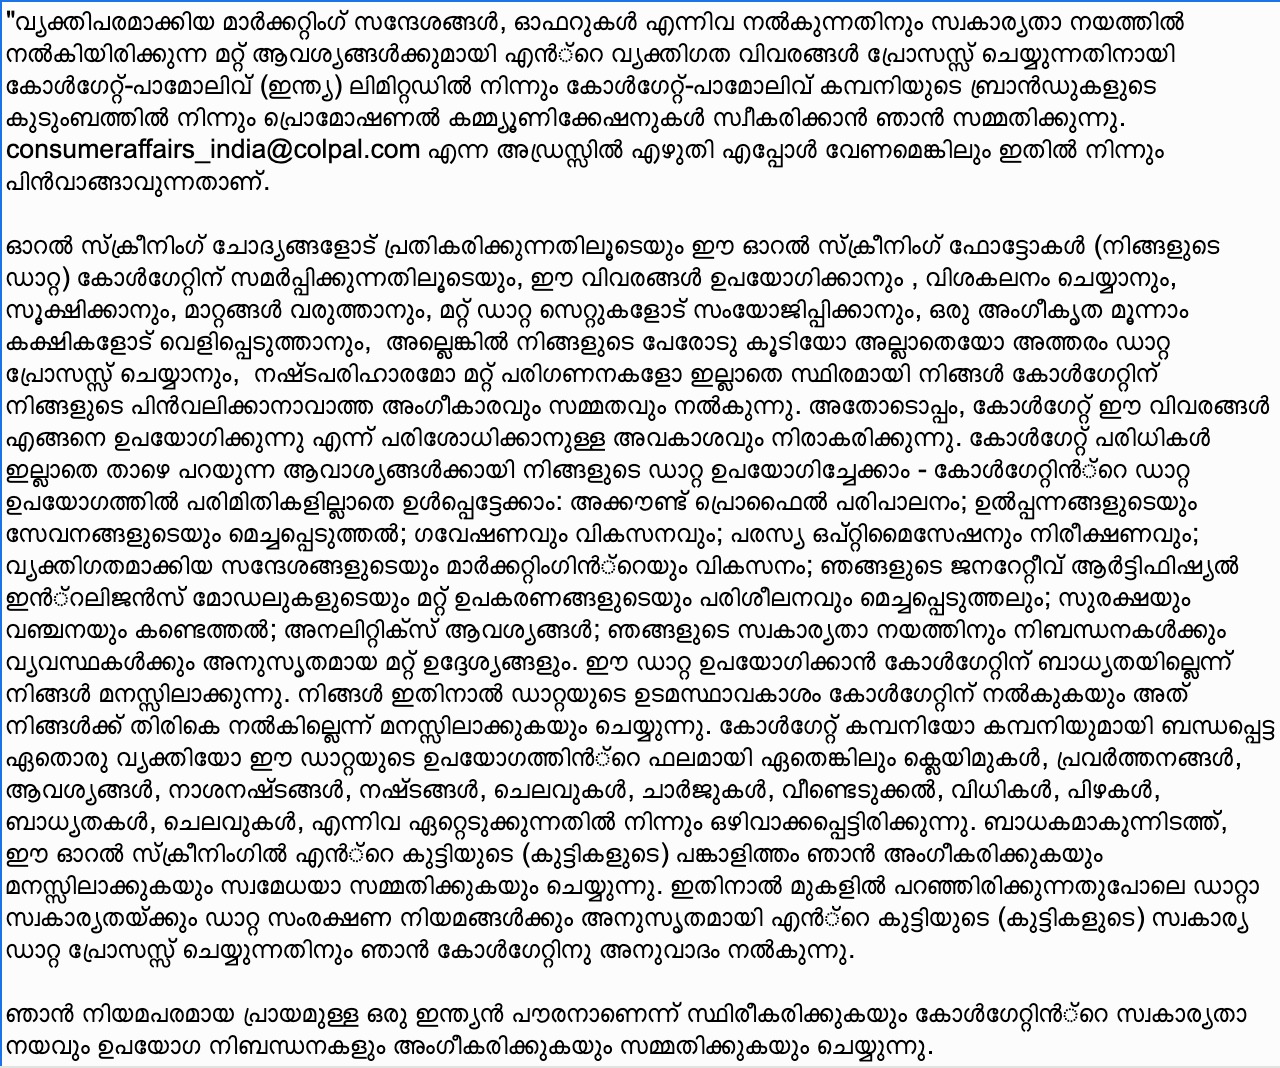 "വ്യക്തിപരമാക്കിയ മാർക്കറ്റിംഗ് സന്ദേശങ്ങൾ, ഓഫറുകൾ എന്നിവ നൽകുന്നതിനും സ്വകാര്യതാ നയത്തിൽ
നൽകിയിരിക്കുന്ന മറ്റ് ആവശ്യങ്ങൾക്കുമായി എൻ്റെ വ്യക്തിഗത വിവരങ്ങൾ പ്രോസസ്സ് ചെയ്യുന്നതിനായി
കോൾഗേറ്റ്-പാമോലിവ് (ഇന്ത്യ) ലിമിറ്റഡിൽ നിന്നും കോൾഗേറ്റ്-പാമോലിവ് കമ്പനിയുടെ ബ്രാൻഡുകളുടെ
കുടുംബത്തിൽ നിന്നും പ്രൊമോഷണൽ കമ്മ്യൂണിക്കേഷനുകൾ സ്വീകരിക്കാൻ ഞാൻ സമ്മതിക്കുന്നു.
consumeraffairs_india@colpal.com എന്ന അഡ്രസ്സിൽ എഴുതി എപ്പോൾ വേണമെങ്കിലും ഇതിൽ നിന്നും
പിൻവാങ്ങാവുന്നതാണ്.
ഓറൽ സ്ക്രീനിംഗ് ചോദ്യങ്ങളോട് പ്രതികരിക്കുന്നതിലൂടെയും ഈ ഓറൽ സ്ക്രീനിംഗ് ഫോട്ടോകൾ (നിങ്ങളുടെ
ഡാറ്റ) കോൾഗേറ്റിന് സമർപ്പിക്കുന്നതിലൂടെയും, ഈ വിവരങ്ങൾ ഉപയോഗിക്കാനും , വിശകലനം ചെയ്യാനും,
സൂക്ഷിക്കാനും, മാറ്റങ്ങൾ വരുത്താനും, മറ്റ് ഡാറ്റ സെറ്റുകളോട് സംയോജിപ്പിക്കാനും, ഒരു അംഗീകൃത മൂന്നാം
കക്ഷികളോട് വെളിപ്പെടുത്താനും,  അല്ലെങ്കിൽ നിങ്ങളുടെ പേരോടു കൂടിയോ അല്ലാതെയോ അത്തരം ഡാറ്റ
പ്രോസസ്സ് ചെയ്യാനും,  നഷ്ടപരിഹാരമോ മറ്റ് പരിഗണനകളോ ഇല്ലാതെ സ്ഥിരമായി നിങ്ങൾ കോൾഗേറ്റിന്
നിങ്ങളുടെ പിൻവലിക്കാനാവാത്ത അംഗീകാരവും സമ്മതവും നൽകുന്നു. അതോടൊപ്പം, കോൾഗേറ്റ് ഈ വിവരങ്ങൾ
എങ്ങനെ ഉപയോഗിക്കുന്നു എന്ന് പരിശോധിക്കാനുള്ള അവകാശവും നിരാകരിക്കുന്നു. കോൾഗേറ്റ് പരിധികൾ
ഇല്ലാതെ താഴെ പറയുന്ന ആവാശ്യങ്ങൾക്കായി നിങ്ങളുടെ ഡാറ്റ ഉപയോഗിച്ചേക്കാം - കോൾഗേറ്റിൻ്റെ ഡാറ്റ
ഉപയോഗത്തിൽ പരിമിതികളില്ലാതെ ഉൾപ്പെട്ടേക്കാം: അക്കൗണ്ട് പ്രൊഫൈൽ പരിപാലനം; ഉൽപ്പന്നങ്ങളുടെയും
സേവനങ്ങളുടെയും മെച്ചപ്പെടുത്തൽ; ഗവേഷണവും വികസനവും; പരസ്യ ഒപ്റ്റിമൈസേഷനും നിരീക്ഷണവും;
വ്യക്തിഗതമാക്കിയ സന്ദേശങ്ങളുടെയും മാർക്കറ്റിംഗിൻ്റെയും വികസനം; ഞങ്ങളുടെ ജനറേറ്റീവ് ആർട്ടിഫിഷ്യൽ
ഇൻ്റലിജൻസ് മോഡലുകളുടെയും മറ്റ് ഉപകരണങ്ങളുടെയും പരിശീലനവും മെച്ചപ്പെടുത്തലും; സുരക്ഷയും
വഞ്ചനയും കണ്ടെത്തൽ; അനലിറ്റിക്സ് ആവശ്യങ്ങൾ; ഞങ്ങളുടെ സ്വകാര്യതാ നയത്തിനും നിബന്ധനകൾക്കും
വ്യവസ്ഥകൾക്കും അനുസൃതമായ മറ്റ് ഉദ്ദേശ്യങ്ങളും. ഈ ഡാറ്റ ഉപയോഗിക്കാൻ കോൾഗേറ്റിന് ബാധ്യതയില്ലെന്ന്
നിങ്ങൾ മനസ്സിലാക്കുന്നു. നിങ്ങൾ ഇതിനാൽ ഡാറ്റയുടെ ഉടമസ്ഥാവകാശം കോൾഗേറ്റിന് നൽകുകയും അത്
നിങ്ങൾക്ക് തിരികെ നൽകില്ലെന്ന് മനസ്സിലാക്കുകയും ചെയ്യുന്നു. കോൾഗേറ്റ് കമ്പനിയോ കമ്പനിയുമായി ബന്ധപ്പെട്ട
ഏതൊരു വ്യക്തിയോ ഈ ഡാറ്റയുടെ ഉപയോഗത്തിൻ്റെ ഫലമായി ഏതെങ്കിലും ക്ലെയിമുകൾ, പ്രവർത്തനങ്ങൾ,
ആവശ്യങ്ങൾ, നാശനഷ്ടങ്ങൾ, നഷ്ടങ്ങൾ, ചെലവുകൾ, ചാർജുകൾ, വീണ്ടെടുക്കൽ, വിധികൾ, പിഴകൾ,
ബാധ്യതകൾ, ചെലവുകൾ, എന്നിവ ഏറ്റെടുക്കുന്നതിൽ നിന്നും ഒഴിവാക്കപ്പെട്ടിരിക്കുന്നു. ബാധകമാകുന്നിടത്ത്,
ഈ ഓറൽ സ്ക്രീനിംഗിൽ എൻ്റെ കുട്ടിയുടെ (കുട്ടികളുടെ) പങ്കാളിത്തം ഞാൻ അംഗീകരിക്കുകയും
മനസ്സിലാക്കുകയും സ്വമേധയാ സമ്മതിക്കുകയും ചെയ്യുന്നു. ഇതിനാൽ മുകളിൽ പറഞ്ഞിരിക്കുന്നതുപോലെ ഡാറ്റാ
സ്വകാര്യതയ്ക്കും ഡാറ്റ സംരക്ഷണ നിയമങ്ങൾക്കും അനുസൃതമായി എൻ്റെ കുട്ടിയുടെ (കുട്ടികളുടെ) സ്വകാര്യ
ഡാറ്റ പ്രോസസ്സ് ചെയ്യുന്നതിനും ഞാൻ കോൾഗേറ്റിനു അനുവാദം നൽകുന്നു.
ഞാൻ നിയമപരമായ പ്രായമുള്ള ഒരു ഇന്ത്യൻ പൗരനാണെന്ന് സ്ഥിരീകരിക്കുകയും കോൾഗേറ്റിൻ്റെ സ്വകാര്യതാ
നയവും ഉപയോഗ നിബന്ധനകളും അംഗീകരിക്കുകയും സമ്മതിക്കുകയും ചെയ്യുന്നു.